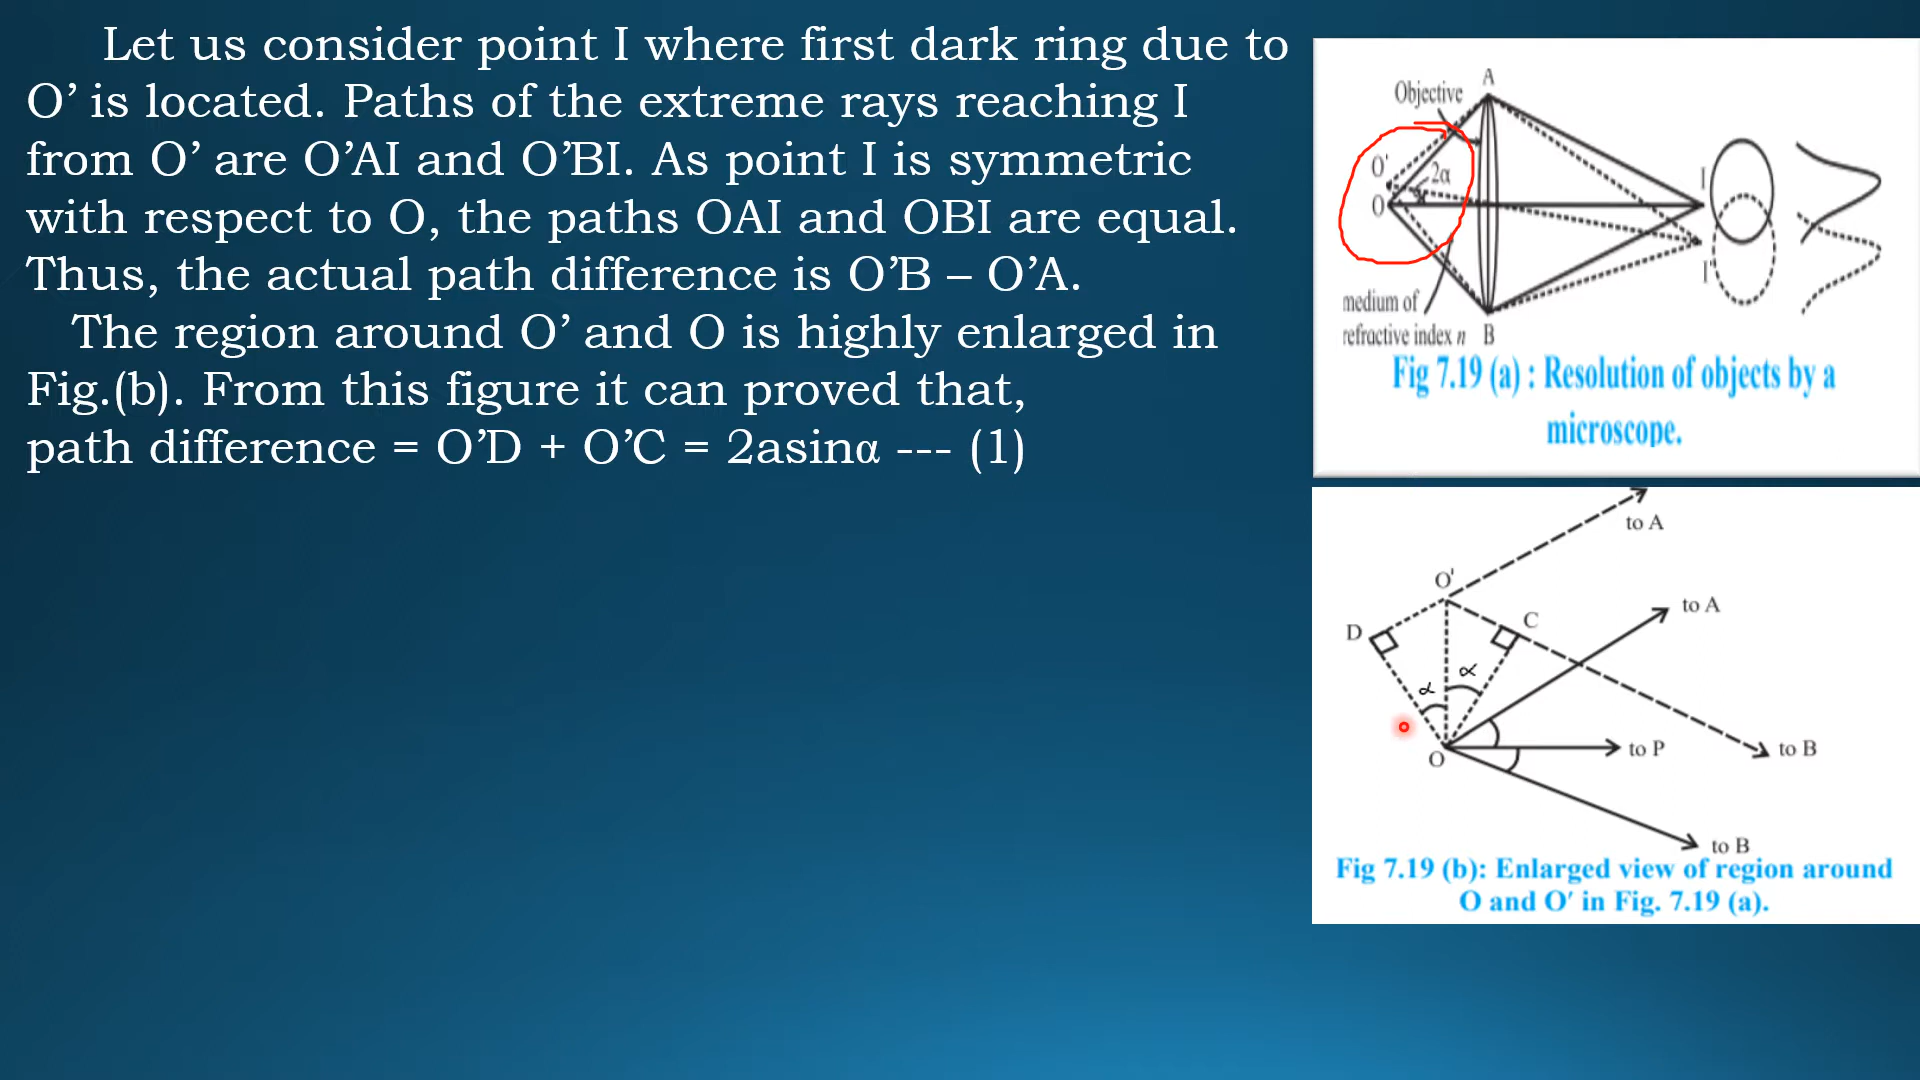 Let us consider point I where first dark ring due to
O’ is located. Paths of the extreme rays reaching I
from O’ are O’AI and O’BI. As point I is symmetric
with respect to O, the paths OAI and OBI are equal.
Thus, the actual path difference is O’B – O’A.
The region around O’ and O is highly enlarged in
Fig.(b). From this figure it can proved that,
path difference = O’D + O’C = 2asinα --- (1)
A
Objective
O'
2α
O
I
I'
medium of
refractive index n
B
Fig 7.19 (a) : Resolution of objects by a
microscope.
to A
O'
to A
C
D
α
α
O
to P
to B
to B
Fig 7.19 (b): Enlarged view of region around
O and O′ in Fig. 7.19 (a).